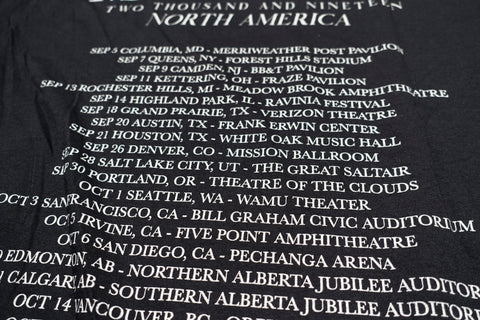 TWO THOUSAND AND NINETEEN
NORTH AMERICA
SEP 5 COLUMBIA, MD - MERRIWEATHER POST PAVILION
SEP 7 QUEENS, NY - FOREST HILLS STADIUM
SEP 9 CAMDEN, NJ - BB&T PAVILION
SEP 11 KETTERING, OH - FRAZE PAVILION
SEP 13 ROCHESTER HILLS, MI - MEADOW BROOK AMPHITHEATRE
SEP 14 HIGHLAND PARK, IL - RAVINIA FESTIVAL
SEP 18 GRAND PRAIRIE, TX - VERIZON THEATRE
SEP 20 AUSTIN, TX - FRANK ERWIN CENTER
SEP 21 HOUSTON, TX - WHITE OAK MUSIC HALL
SEP 26 DENVER, CO - MISSION BALLROOM
SEP 28 SALT LAKE CITY, UT - THE GREAT SALTAIR
SEP 30 PORTLAND, OR - THEATRE OF THE CLOUDS
OCT 1 SEATTLE, WA - WAMU THEATER
OCT 3 SAN FRANCISCO, CA - BILL GRAHAM CIVIC AUDITORIUM
OCT 5 IRVINE, CA - FIVE POINT AMPHITHEATRE
OCT 6 SAN DIEGO, CA - PECHANGA ARENA
0 EDMONTON, AB - NORTHERN ALBERTA JUBILEE AUDITOR
1 CALGARY, AB - SOUTHERN ALBERTA JUBILEE AUDITOR
OCT 14 VANCOUVER, BC -